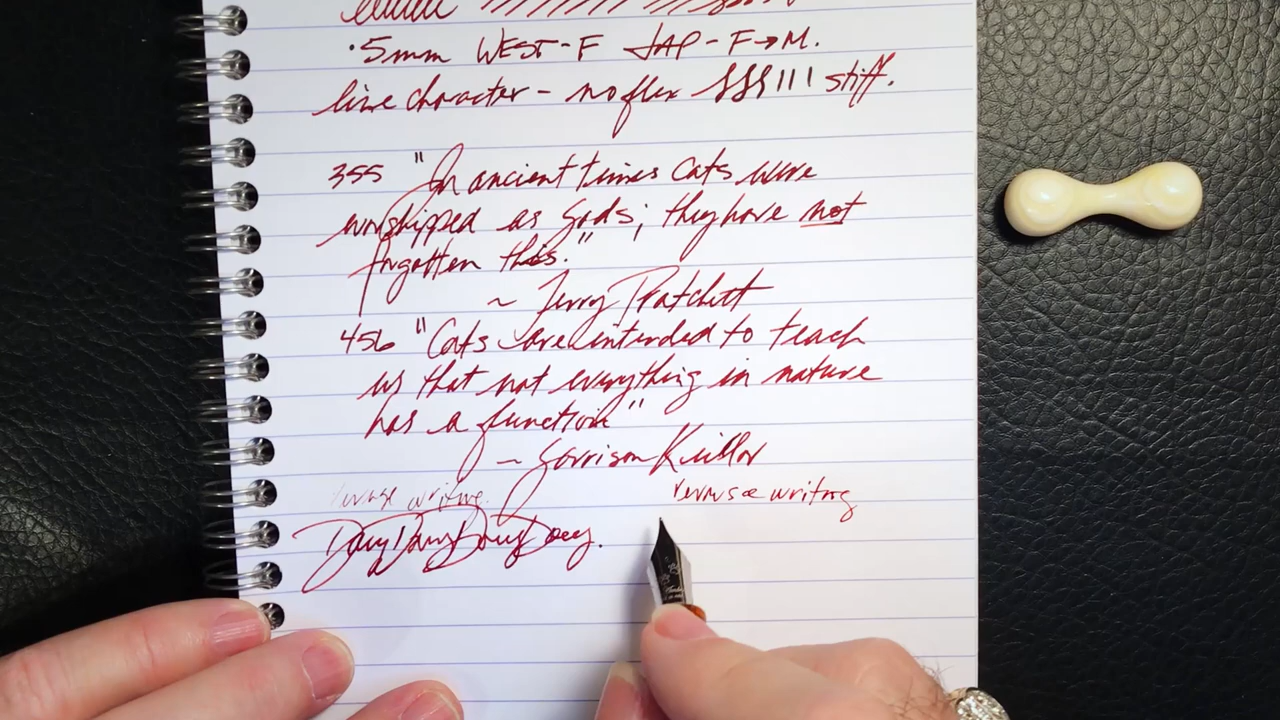 .5mm WEST-F JAP-F→M.
line character - no flex SSS||| stiff.
355 "In ancient times cats were
worshipped as Gods; they have not
forgotten this."
~ Terry Pratchett
456 "Cats are intended to teach
us that not everything in nature
has a function"
~ Garrison Keillor
reverse writing. reverse writing